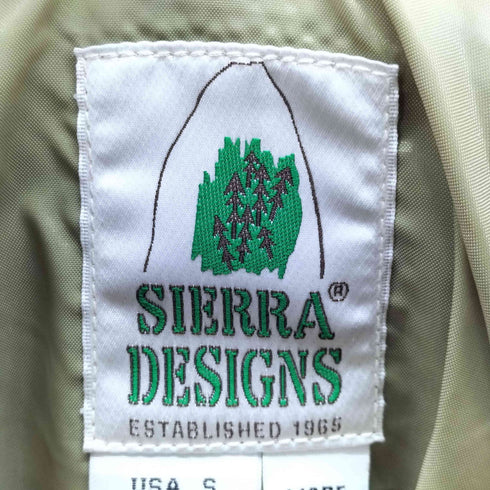 SIERRA®
DESIGNS
ESTABLISHED 1965
USA S